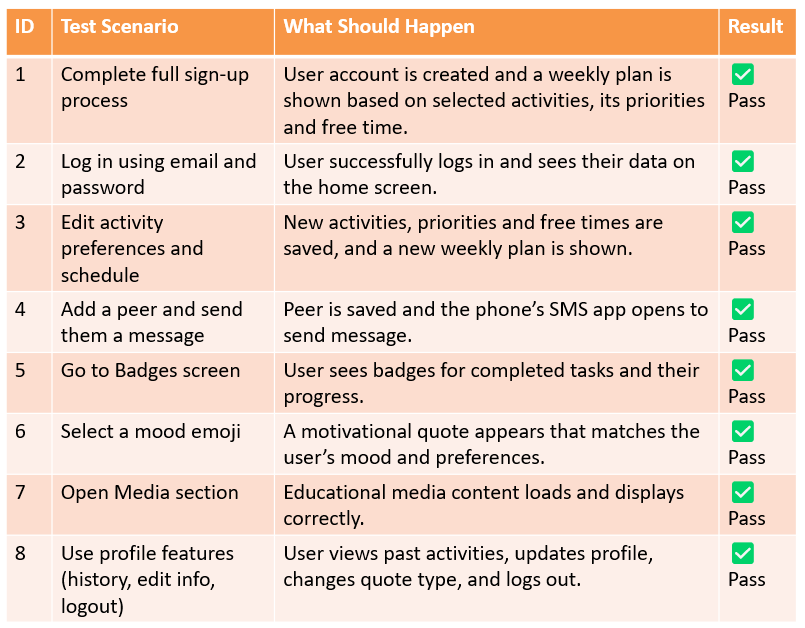 ID Test Scenario What Should Happen Result
1 Complete full sign-up User account is created and a weekly plan is
process shown based on selected activities, its priorities Pass
and free time.
2 Log in using email and User successfully logs in and sees their data on
password the home screen. Pass
3 Edit activity New activities, priorities and free times are
preferences and saved, and a new weekly plan is shown. Pass
schedule
4 Add a peer and send Peer is saved and the phone’s SMS app opens to
them a message send message. Pass
5 Go to Badges screen User sees badges for completed tasks and their
progress. Pass
6 Select a mood emoji A motivational quote appears that matches the
user’s mood and preferences. Pass
7 Open Media section Educational media content loads and displays
correctly. Pass
8 Use profile features User views past activities, updates profile,
(history, edit info, changes quote type, and logs out. Pass
logout)